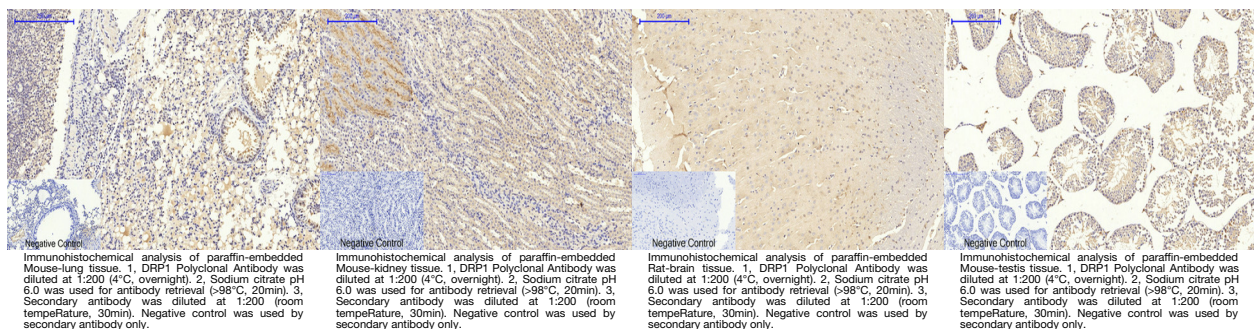 200 μm
Negative Control
Immunohistochemical analysis of paraffin-embedded
Mouse-lung tissue. 1, DRP1 Polyclonal Antibody was
diluted at 1:200 (4°C, overnight). 2, Sodium citrate pH
6.0 was used for antibody retrieval (>98°C, 20min). 3,
Secondary antibody was diluted at 1:200 (room
tempeRature, 30min). Negative control was used by
secondary antibody only.
200 μm
Negative Control
Immunohistochemical analysis of paraffin-embedded
Mouse-kidney tissue. 1, DRP1 Polyclonal Antibody was
diluted at 1:200 (4°C, overnight). 2, Sodium citrate pH
6.0 was used for antibody retrieval (>98°C, 20min). 3,
Secondary antibody was diluted at 1:200 (room
tempeRature, 30min). Negative control was used by
secondary antibody only.
200 μm
Negative Control
Immunohistochemical analysis of paraffin-embedded
Rat-brain tissue. 1, DRP1 Polyclonal Antibody was
diluted at 1:200 (4°C, overnight). 2, Sodium citrate pH
6.0 was used for antibody retrieval (>98°C, 20min). 3,
Secondary antibody was diluted at 1:200 (room
tempeRature, 30min). Negative control was used by
secondary antibody only.
200 μm
Negative Control
Immunohistochemical analysis of paraffin-embedded
Mouse-testis tissue. 1, DRP1 Polyclonal Antibody was
diluted at 1:200 (4°C, overnight). 2, Sodium citrate pH
6.0 was used for antibody retrieval (>98°C, 20min). 3,
Secondary antibody was diluted at 1:200 (room
tempeRature, 30min). Negative control was used by
secondary antibody only.